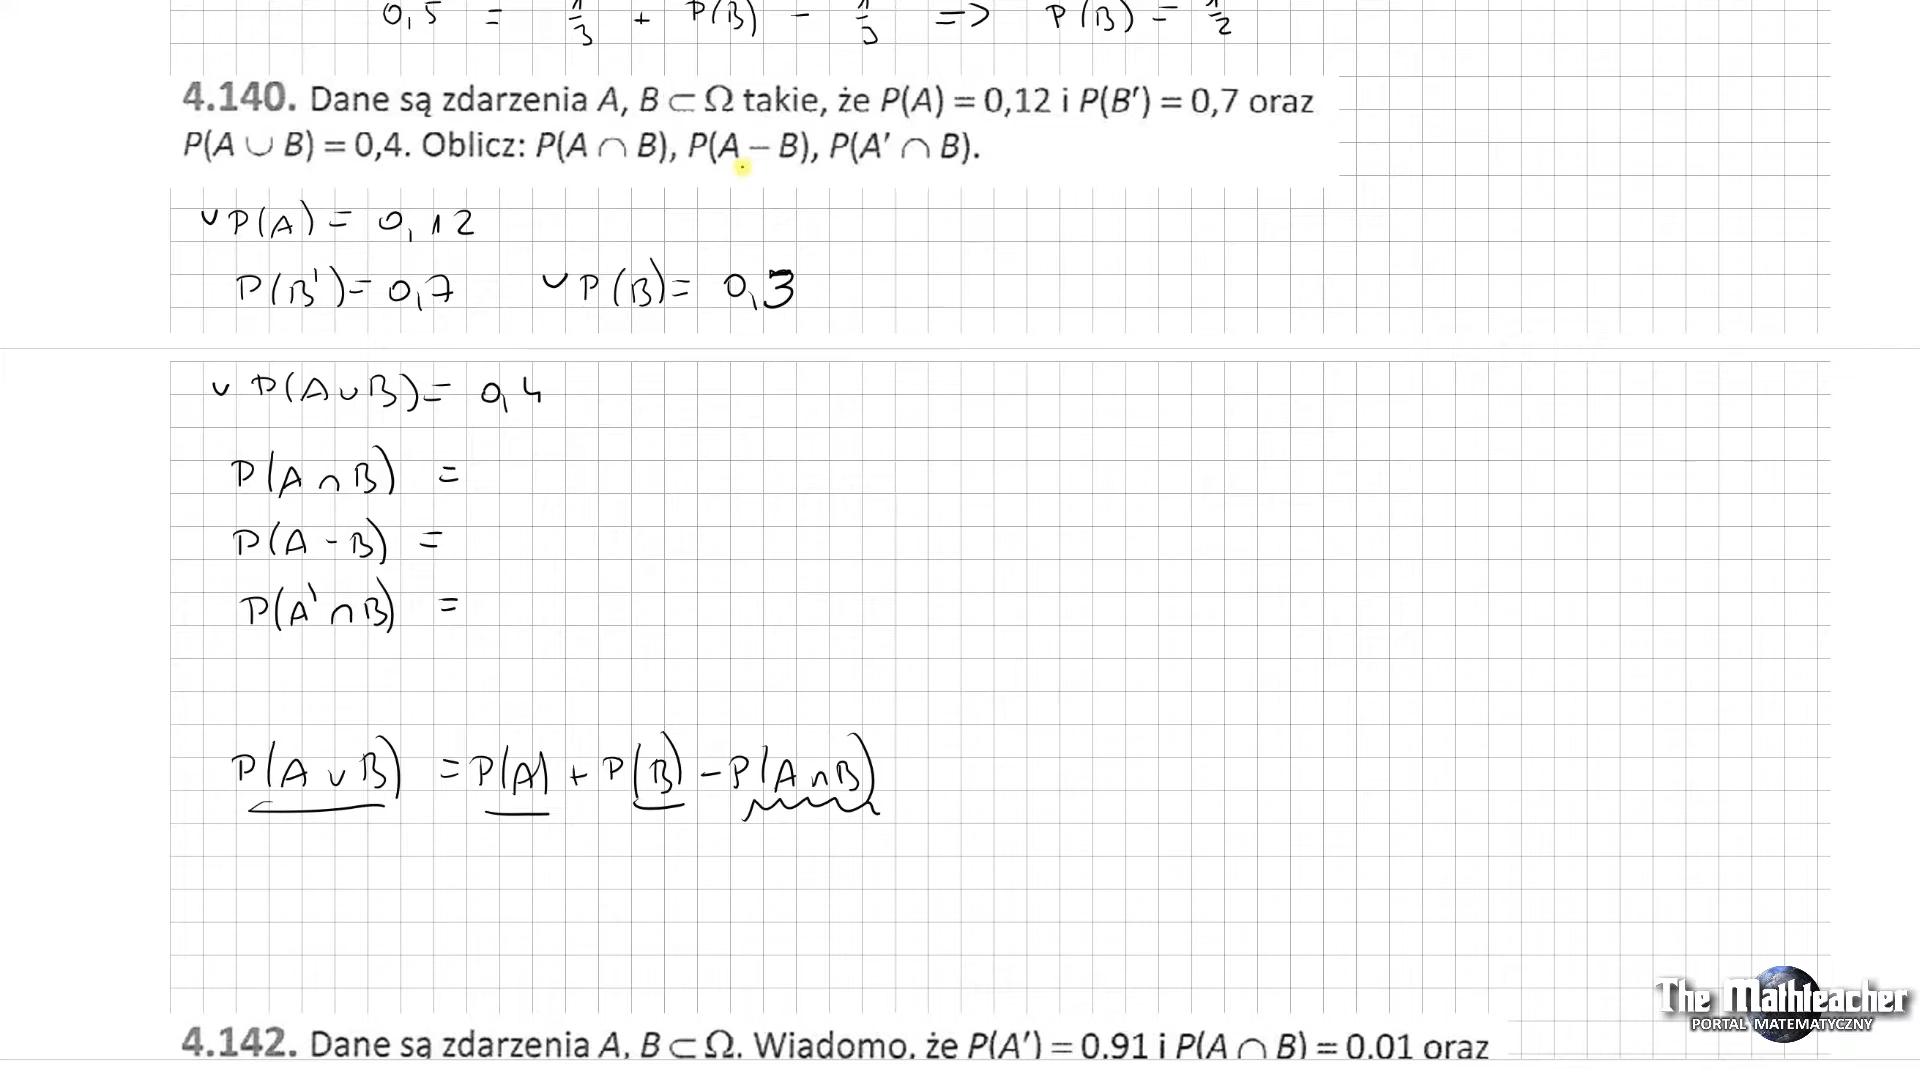 0,5 = 1/3 + P(B) - 1/3 => P(B) = 1/2
4.140. Dane są zdarzenia A, B ⊂ Ω takie, że P(A) = 0,12 i P(B′) = 0,7 oraz
P(A ∪ B) = 0,4. Oblicz: P(A ∩ B), P(A – B), P(A′ ∩ B).
∨ P(A) = 0,12
P(B') = 0,7 ∨ P(B) = 0,3
∨ P(A ∪ B) = 0,4
P(A ∩ B) =
P(A - B) =
P(A' ∩ B) =
P(A ∪ B) = P(A) + P(B) - P(A ∩ B)
The Mathteacher
PORTAL MATEMATYCZNY
4.142. Dane są zdarzenia A, B ⊂ Ω. Wiadomo, że P(A′) = 0,91 i P(A ∩ B) = 0,01 oraz